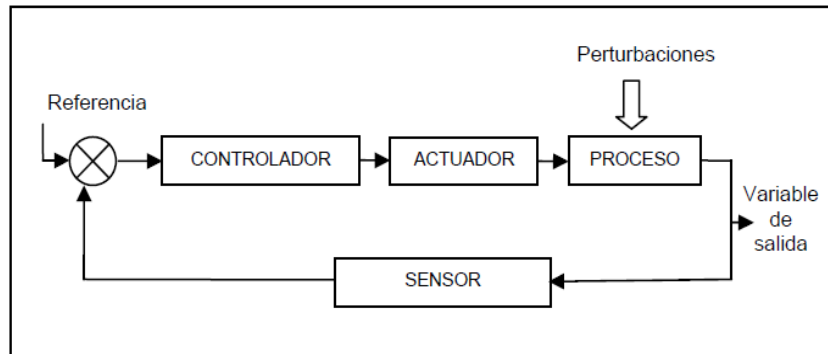 Perturbaciones
Referencia
CONTROLADOR
ACTUADOR
PROCESO
Variable
de
salida
SENSOR